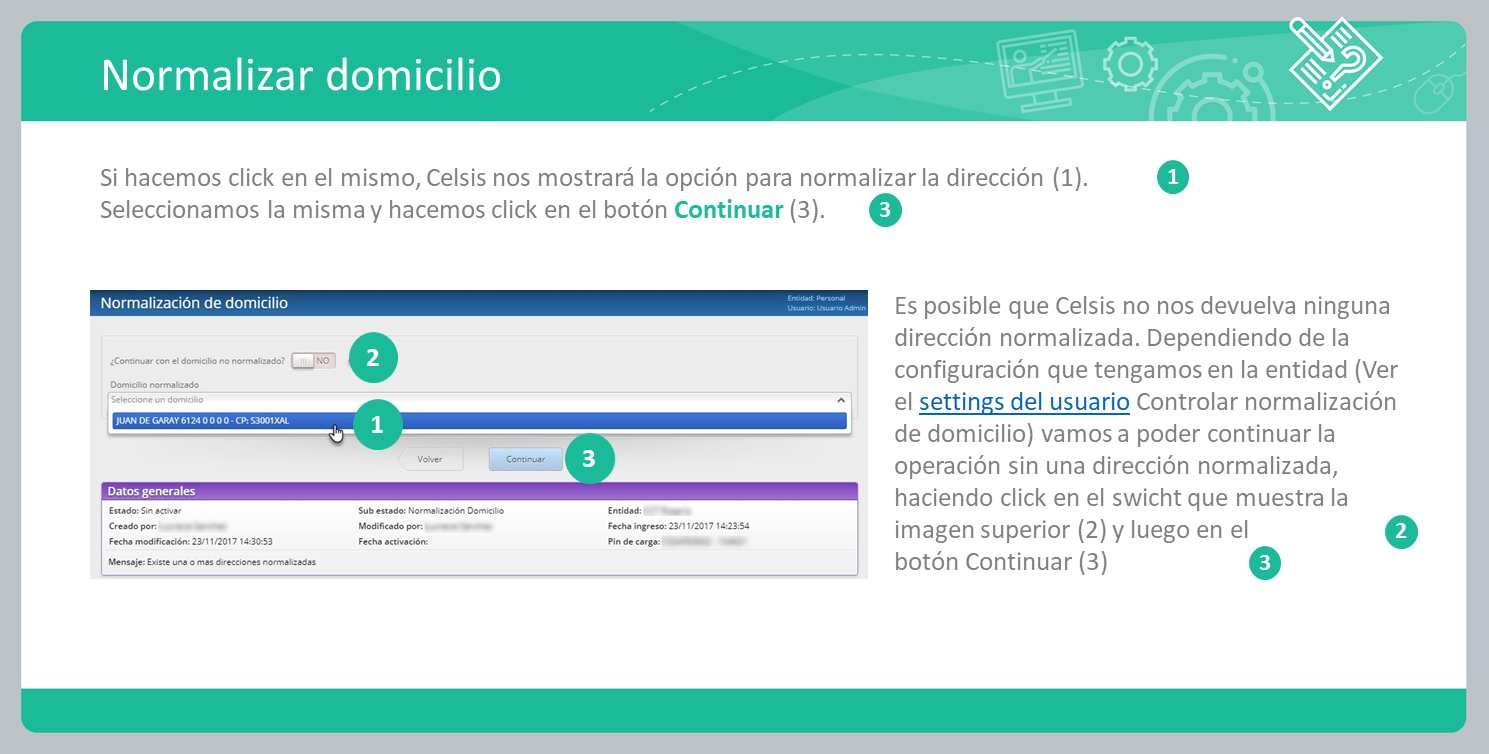 Normalizar domicilio
Si hacemos click en el mismo, Celsis nos mostrará la opción para normalizar la dirección (1).
1
Seleccionamos la misma y hacemos click en el botón Continuar (3).
3
Normalización de domicilio
Entidad: Personal
Usuario: Usuario Admin
¿Continuar con el domicilio no normalizado? NO
2
Domicilio normalizado
Seleccione un domicilio
JUAN DE GARAY 6124 0 0 0 0 - CP: S3001XAL
1
Volver
Continuar
3
Datos generales
Estado: Sin activar
Sub estado: Normalización Domicilio
Entidad:
Creado por:
Modificado por:
Fecha ingreso: 23/11/2017 14:23:54
Fecha modificación: 23/11/2017 14:30:53
Fecha activación:
Pin de carga:
Mensaje: Existe una o mas direcciones normalizadas
Es posible que Celsis no nos devuelva ninguna
dirección normalizada. Dependiendo de la
configuración que tengamos en la entidad (Ver
el settings del usuario Controlar normalización
de domicilio) vamos a poder continuar la
operación sin una dirección normalizada,
haciendo click en el swicht que muestra la
imagen superior (2) y luego en el
2
botón Continuar (3)
3